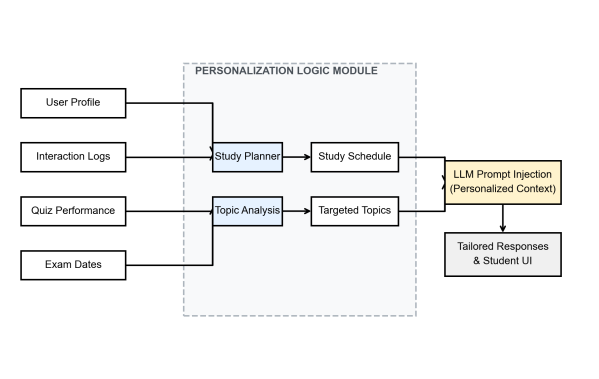 PERSONALIZATION LOGIC MODULE
User Profile
Interaction Logs
Study Planner
Study Schedule
LLM Prompt Injection
(Personalized Context)
Quiz Performance
Topic Analysis
Targeted Topics
Tailored Responses
& Student UI
Exam Dates